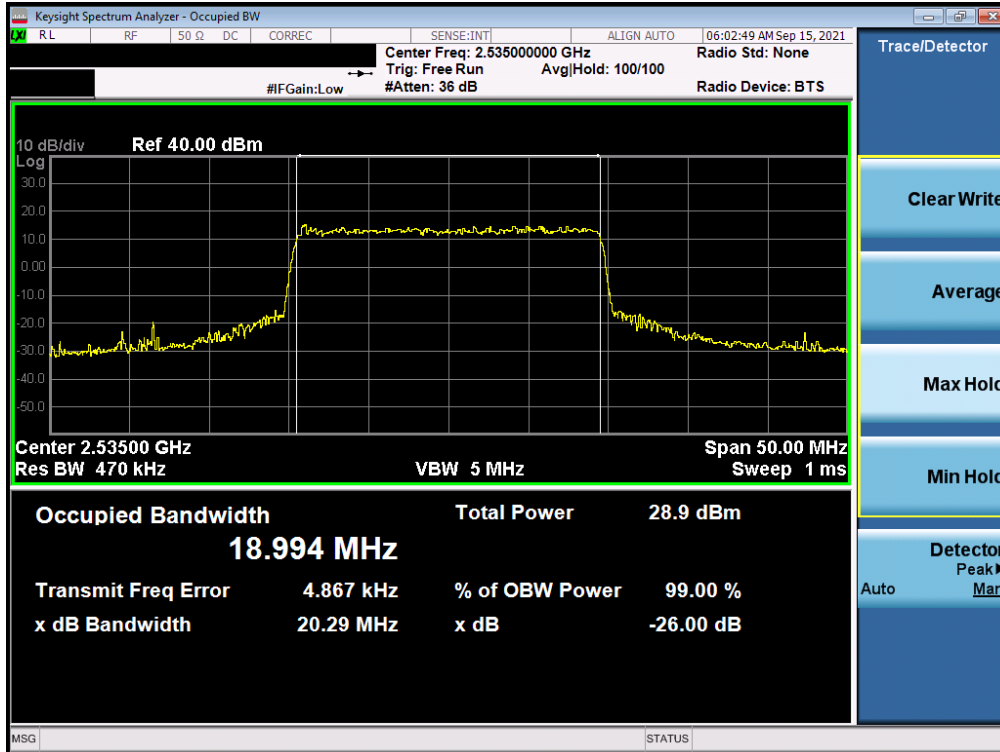 Keysight Spectrum Analyzer - Occupied BW
LXI RL RF 50 Ω DC CORREC SENSE:INT ALIGN AUTO 06:02:49 AM Sep 15, 2021
Center Freq: 2.535000000 GHz Radio Std: None
Trig: Free Run Avg|Hold: 100/100
#IFGain:Low #Atten: 36 dB Radio Device: BTS
Trace/Detector
10 dB/div Ref 40.00 dBm
Log
30.0
20.0
10.0
0.00
-10.0
-20.0
-30.0
-40.0
-50.0
Center 2.53500 GHz Span 50.00 MHz
Res BW 470 kHz VBW 5 MHz Sweep 1 ms
Occupied Bandwidth Total Power 28.9 dBm
18.994 MHz
Transmit Freq Error 4.867 kHz % of OBW Power 99.00 %
x dB Bandwidth 20.29 MHz x dB -26.00 dB
Clear Write
Average
Max Hold
Min Hold
Detector
Peak
Auto Man
MSG STATUS